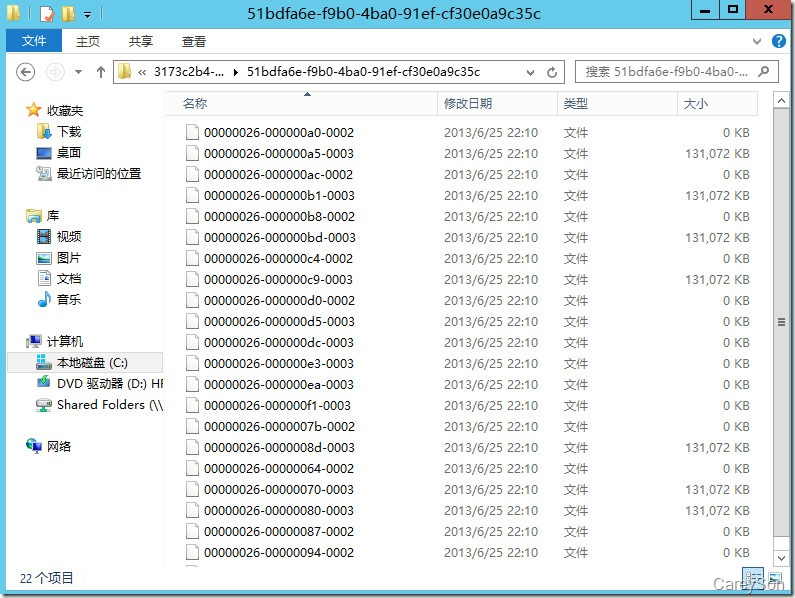 51bdfa6e-f9b0-4ba0-91ef-cf30e0a9c35c
文件 主页 共享 查看
« 3173c2b4-... 51bdfa6e-f9b0-4ba0-91ef-cf30e0a9c35c 搜索 51bdfa6e-f9b0-4ba0-...
名称 修改日期 类型 大小
收藏夹
下载
桌面
最近访问的位置
库
视频
图片
文档
音乐
计算机
本地磁盘 (C:)
DVD 驱动器 (D:) HF
Shared Folders (\\
网络
00000026-000000a0-0002 2013/6/25 22:10 文件 0 KB
00000026-000000a5-0003 2013/6/25 22:10 文件 131,072 KB
00000026-000000ac-0002 2013/6/25 22:10 文件 0 KB
00000026-000000b1-0003 2013/6/25 22:10 文件 131,072 KB
00000026-000000b8-0002 2013/6/25 22:10 文件 0 KB
00000026-000000bd-0003 2013/6/25 22:10 文件 131,072 KB
00000026-000000c4-0002 2013/6/25 22:10 文件 0 KB
00000026-000000c9-0003 2013/6/25 22:10 文件 131,072 KB
00000026-000000d0-0002 2013/6/25 22:10 文件 0 KB
00000026-000000d5-0003 2013/6/25 22:10 文件 0 KB
00000026-000000dc-0003 2013/6/25 22:10 文件 0 KB
00000026-000000e3-0003 2013/6/25 22:10 文件 0 KB
00000026-000000ea-0003 2013/6/25 22:10 文件 0 KB
00000026-000000f1-0003 2013/6/25 22:10 文件 0 KB
00000026-0000007b-0002 2013/6/25 22:10 文件 0 KB
00000026-0000008d-0003 2013/6/25 22:10 文件 131,072 KB
00000026-00000064-0002 2013/6/25 22:10 文件 0 KB
00000026-00000070-0003 2013/6/25 22:10 文件 131,072 KB
00000026-00000080-0003 2013/6/25 22:10 文件 131,072 KB
00000026-00000087-0002 2013/6/25 22:10 文件 0 KB
00000026-00000094-0002 2013/6/25 22:10 文件 0 KB
22 个项目
CareySon